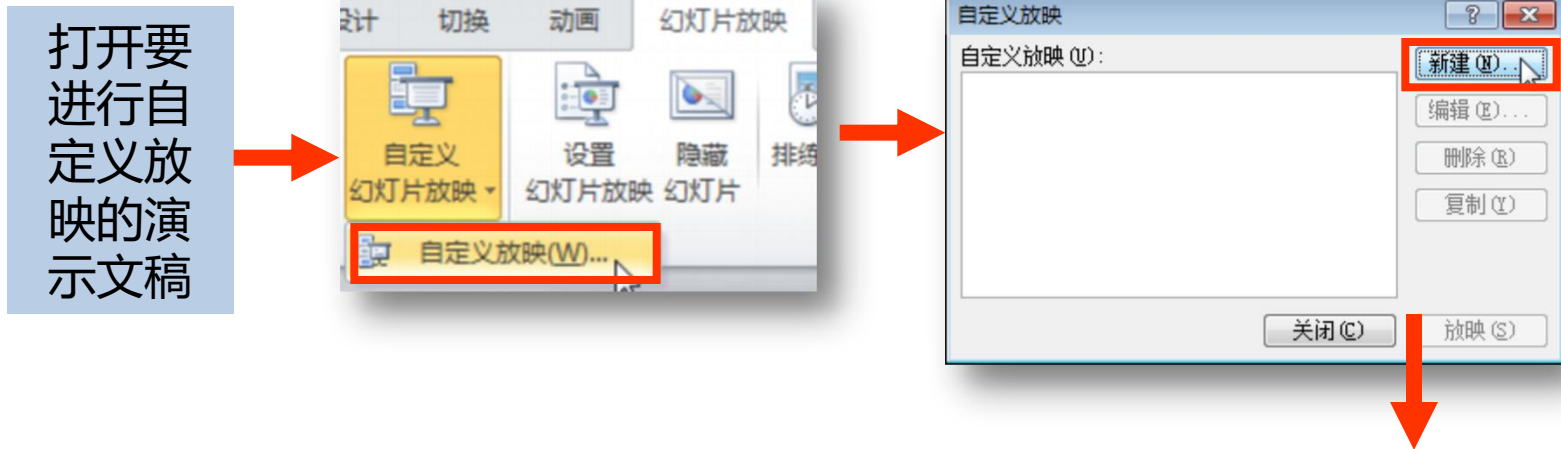 打开要
进行自
定义放
映的演
示文稿
设计 切换 动画 幻灯片放映
自定义
幻灯片放映
设置
幻灯片放映
隐藏
幻灯片
排练
自定义放映(W)...
自定义放映
自定义放映(U):
新建(N)...
编辑(E)...
删除(R)
复制(Y)
关闭(C)
放映(S)